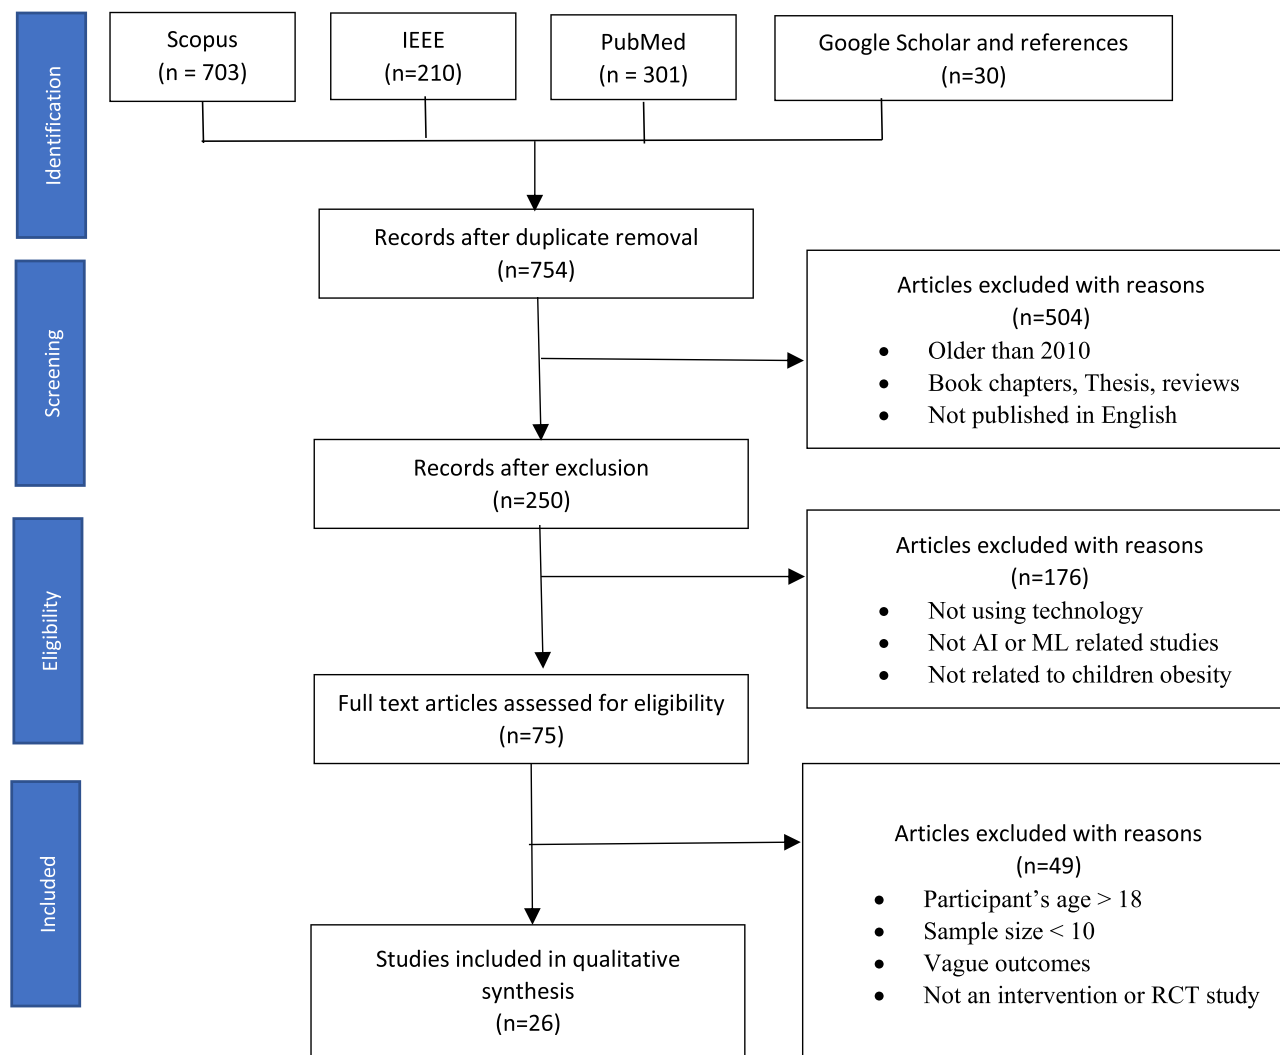 Identification
Scopus
(n = 703)
IEEE
(n=210)
PubMed
(n = 301)
Google Scholar and references
(n=30)
Records after duplicate removal
(n=754)
Screening
Articles excluded with reasons
(n=504)
• Older than 2010
• Book chapters, Thesis, reviews
• Not published in English
Records after exclusion
(n=250)
Eligibility
Articles excluded with reasons
(n=176)
• Not using technology
• Not AI or ML related studies
• Not related to children obesity
Full text articles assessed for eligibility
(n=75)
Included
Articles excluded with reasons
(n=49)
• Participant’s age > 18
• Sample size < 10
• Vague outcomes
• Not an intervention or RCT study
Studies included in qualitative
synthesis
(n=26)